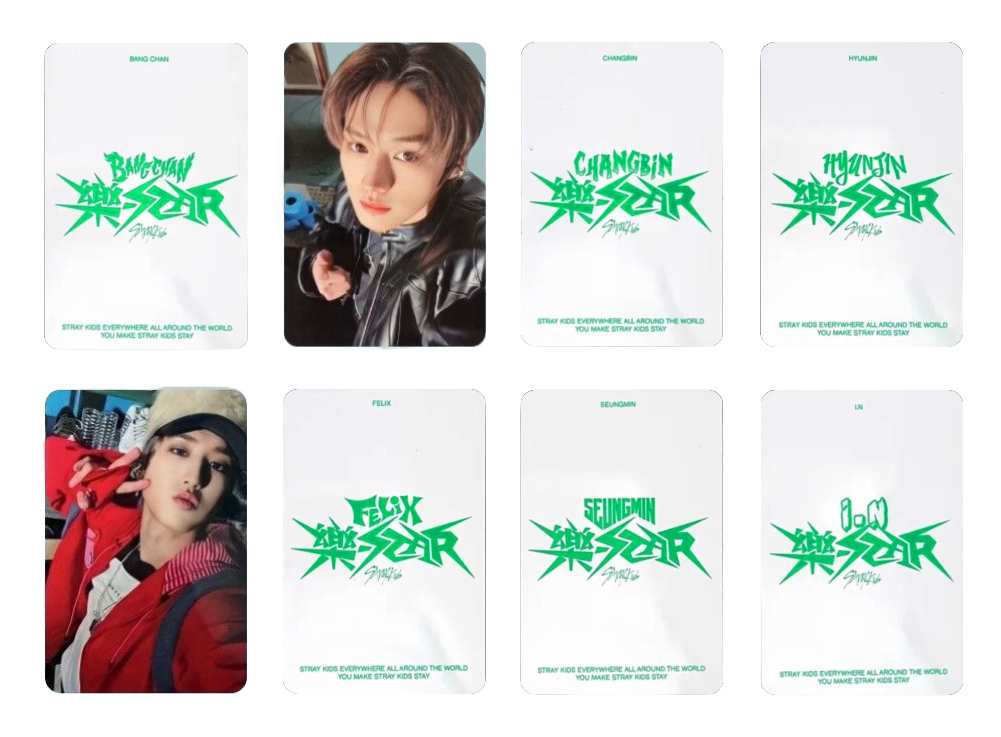 BANG CHAN
BANGCHAN
樂-STAR
Stray Kids
STRAY KIDS EVERYWHERE ALL AROUND THE WORLD
YOU MAKE STRAY KIDS STAY
CHANGBIN
CHANGBIN
樂-STAR
Stray Kids
STRAY KIDS EVERYWHERE ALL AROUND THE WORLD
YOU MAKE STRAY KIDS STAY
HYUNJIN
HYUNJIN
樂-STAR
Stray Kids
STRAY KIDS EVERYWHERE ALL AROUND THE WORLD
YOU MAKE STRAY KIDS STAY
FELIX
FELIX
樂-STAR
Stray Kids
STRAY KIDS EVERYWHERE ALL AROUND THE WORLD
YOU MAKE STRAY KIDS STAY
SEUNGMIN
SEUNGMIN
樂-STAR
Stray Kids
STRAY KIDS EVERYWHERE ALL AROUND THE WORLD
YOU MAKE STRAY KIDS STAY
I.N
I.N
樂-STAR
Stray Kids
STRAY KIDS EVERYWHERE ALL AROUND THE WORLD
YOU MAKE STRAY KIDS STAY